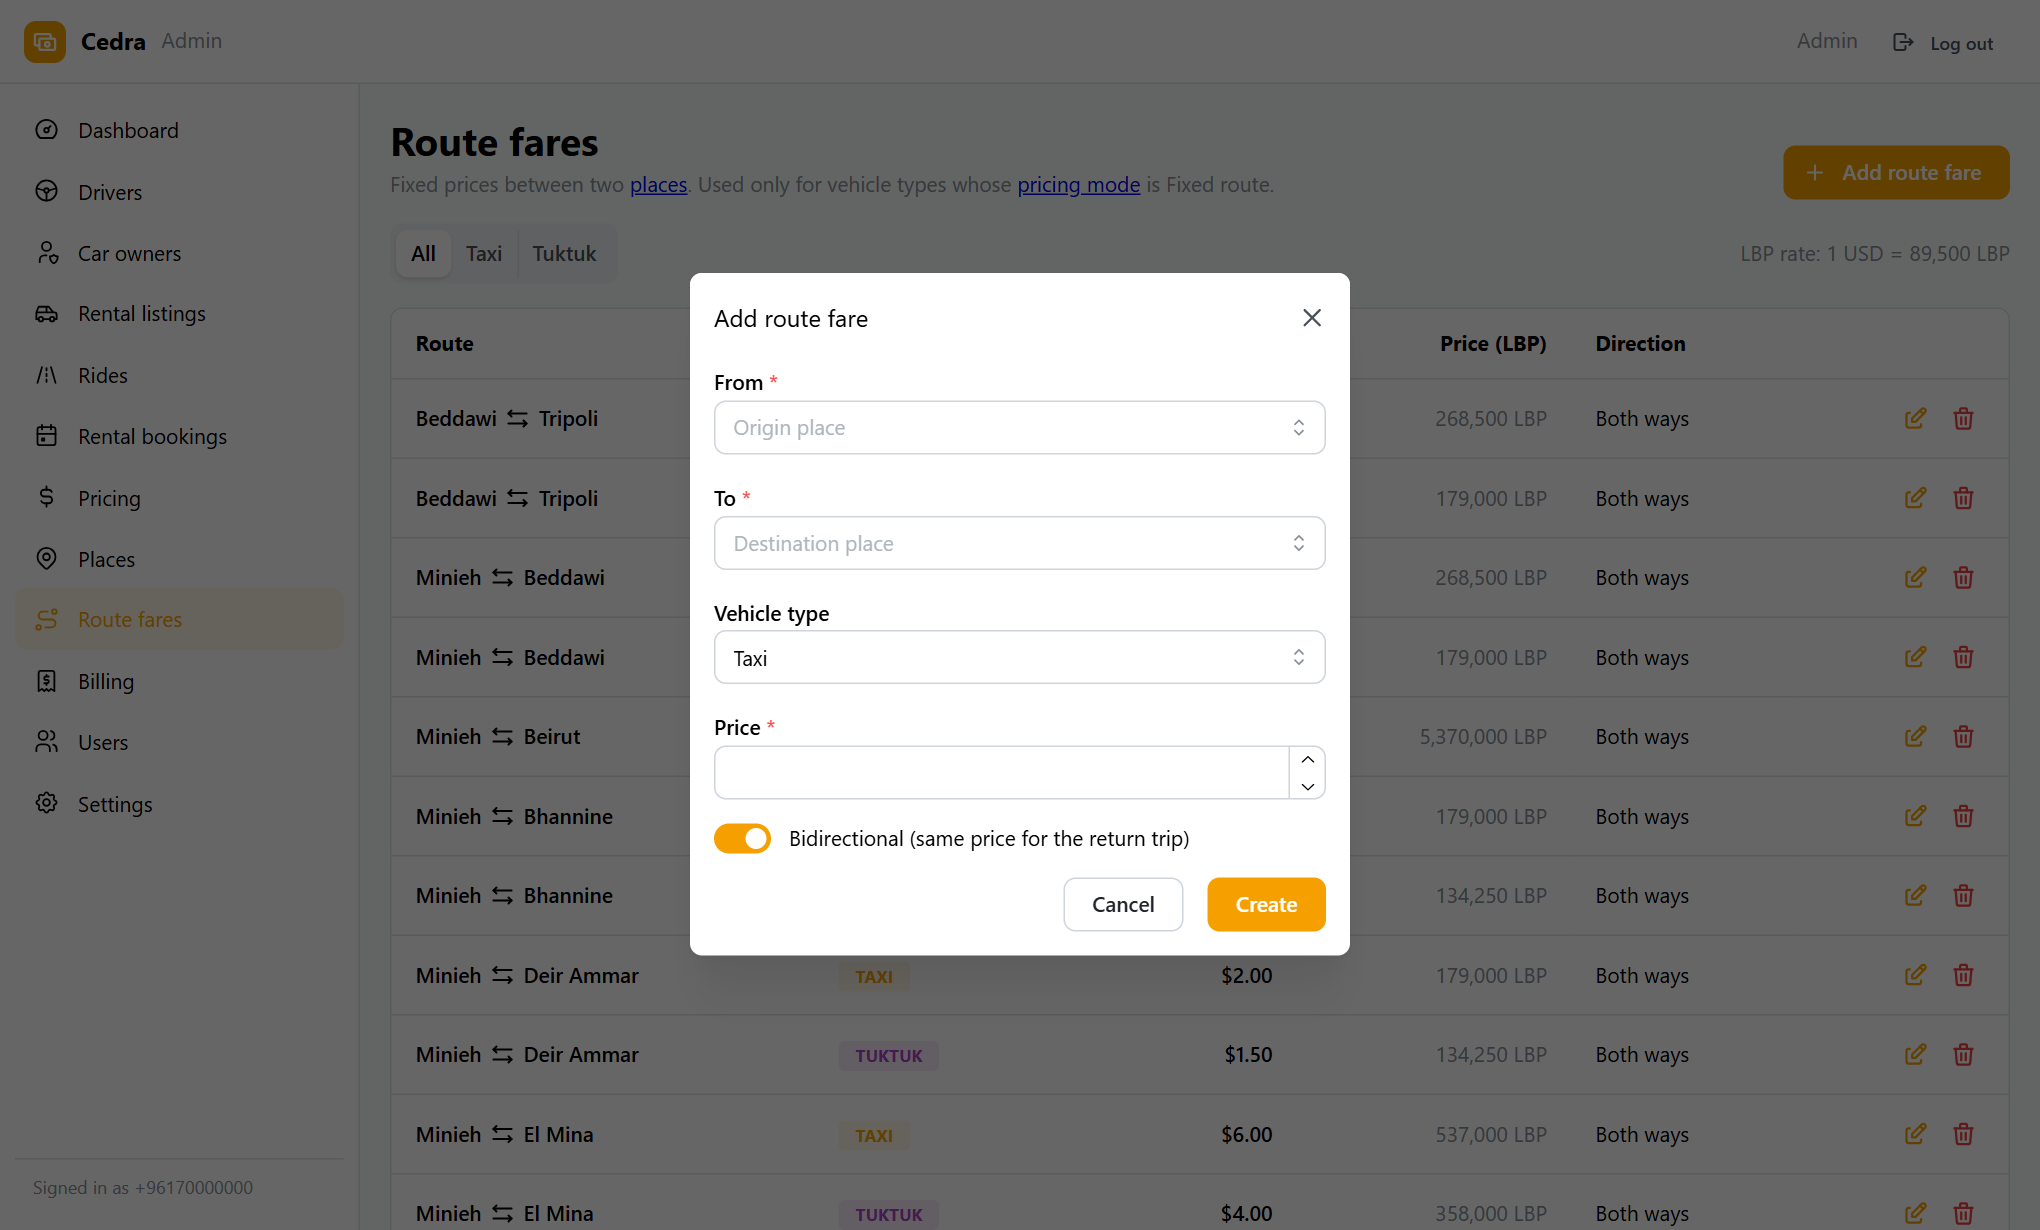 Cedra Admin
Admin
Log out
Dashboard
Drivers
Car owners
Rental listings
Rides
Rental bookings
Pricing
Places
Route fares
Billing
Users
Settings
Signed in as +96170000000
Route fares
Fixed prices between two places. Used only for vehicle types whose pricing mode is Fixed route.
+ Add route fare
All Taxi Tuktuk
LBP rate: 1 USD = 89,500 LBP
Route Price (LBP) Direction
Beddawi Tripoli 268,500 LBP Both ways
Beddawi Tripoli 179,000 LBP Both ways
Minieh Beddawi 268,500 LBP Both ways
Minieh Beddawi 179,000 LBP Both ways
Minieh Beirut 5,370,000 LBP Both ways
Minieh Bhannine 179,000 LBP Both ways
Minieh Bhannine 134,250 LBP Both ways
Minieh Deir Ammar TAXI $2.00 179,000 LBP Both ways
Minieh Deir Ammar TUKTUK $1.50 134,250 LBP Both ways
Minieh El Mina TAXI $6.00 537,000 LBP Both ways
Minieh El Mina TUKTUK $4.00 358,000 LBP Both ways
Add route fare
From *
Origin place
To *
Destination place
Vehicle type
Taxi
Price *
Bidirectional (same price for the return trip)
Cancel
Create